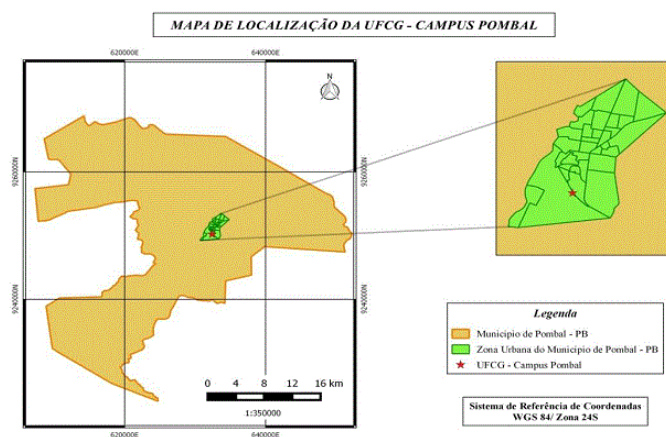 MAPA DE LOCALIZAÇÃO DA UFCG - CAMPUS POMBAL
620000E
640000E
N
9260000N
9260000N
9240000N
9240000N
0 4 8 12 16 km
1:350000
620000E
640000E
Legenda
Município de Pombal - PB
Zona Urbana do Município de Pombal - PB
UFCG - Campus Pombal
Sistema de Referência de Coordenadas
WGS 84/ Zona 24S